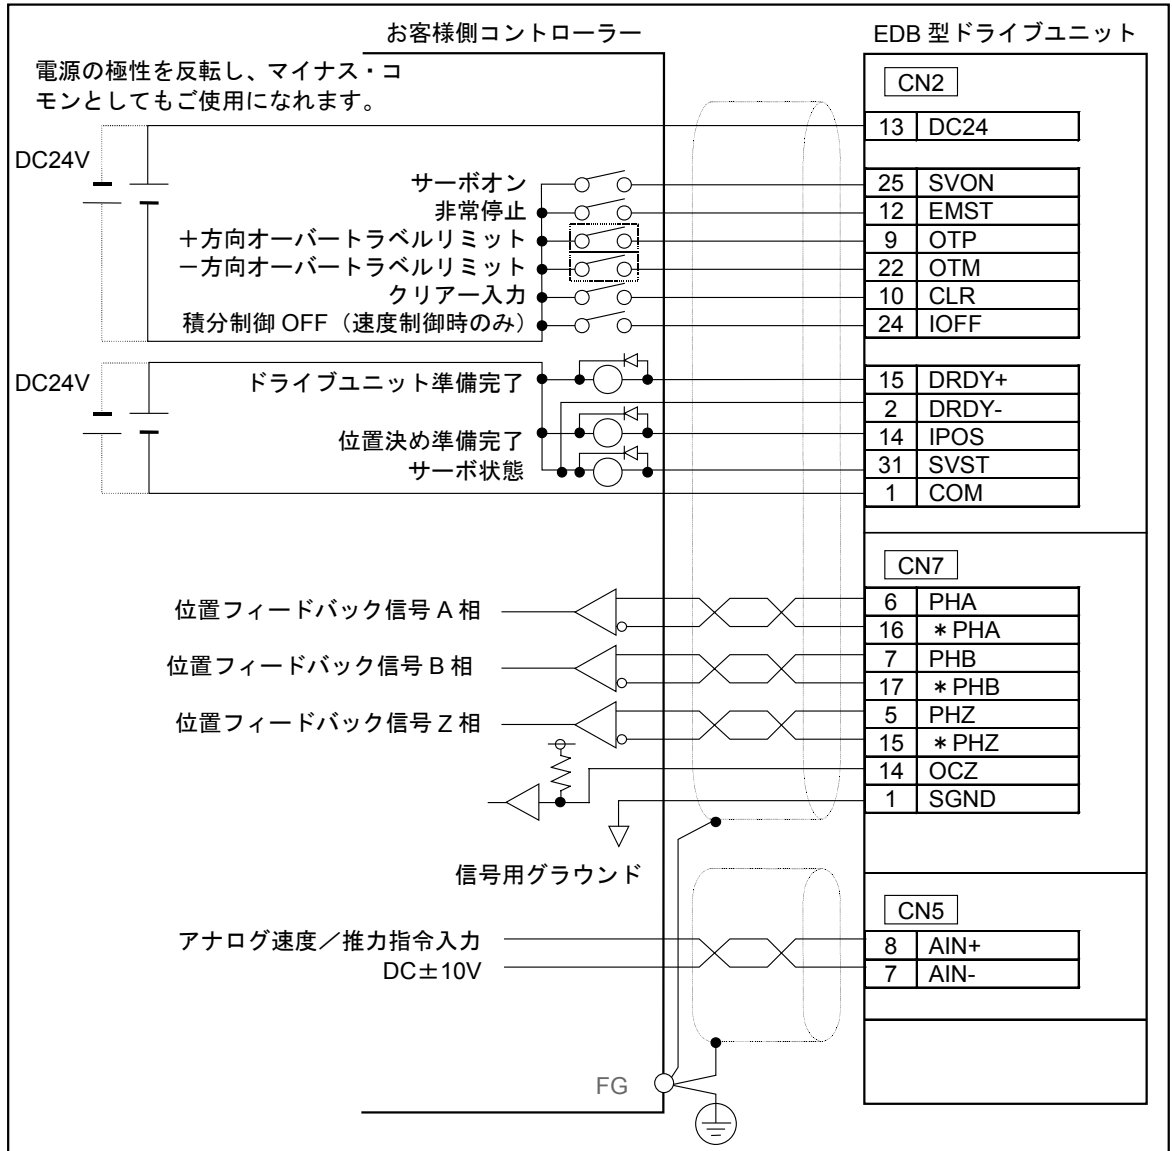 お客様側コントローラー
EDB 型ドライブユニット
電源の極性を反転し、マイナス・コ
モンとしてもご使用になれます。
CN2
13 DC24
DC24V
サーボオン
25 SVON
非常停止
12 EMST
＋方向オーバートラベルリミット
9 OTP
－方向オーバートラベルリミット
22 OTM
クリアー入力
10 CLR
積分制御 OFF（速度制御時のみ）
24 IOFF
DC24V
ドライブユニット準備完了
15 DRDY+
2 DRDY-
位置決め準備完了
14 IPOS
サーボ状態
31 SVST
1 COM
CN7
位置フィードバック信号 A 相
6 PHA
16 ＊PHA
位置フィードバック信号 B 相
7 PHB
17 ＊PHB
位置フィードバック信号 Z 相
5 PHZ
15 ＊PHZ
14 OCZ
1 SGND
信号用グラウンド
CN5
アナログ速度／推力指令入力
DC±10V
8 AIN+
7 AIN-
FG